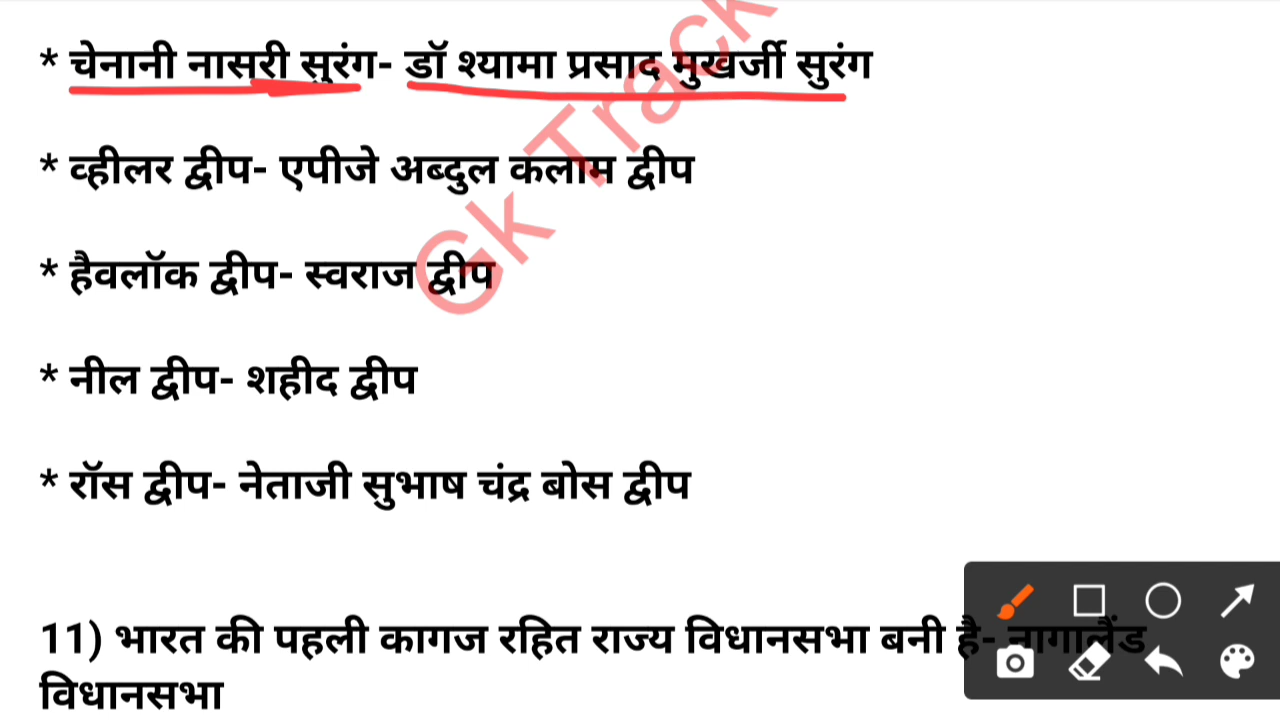 * चेनानी नासरी सुरंग- डॉ श्यामा प्रसाद मुखर्जी सुरंग
* व्हीलर द्वीप- एपीजे अब्दुल कलाम द्वीप
* हैवलॉक द्वीप- स्वराज द्वीप
* नील द्वीप- शहीद द्वीप
* रॉस द्वीप- नेताजी सुभाष चंद्र बोस द्वीप
11) भारत की पहली कागज रहित राज्य विधानसभा बनी है- नागालैंड
विधानसभा
Gk Track